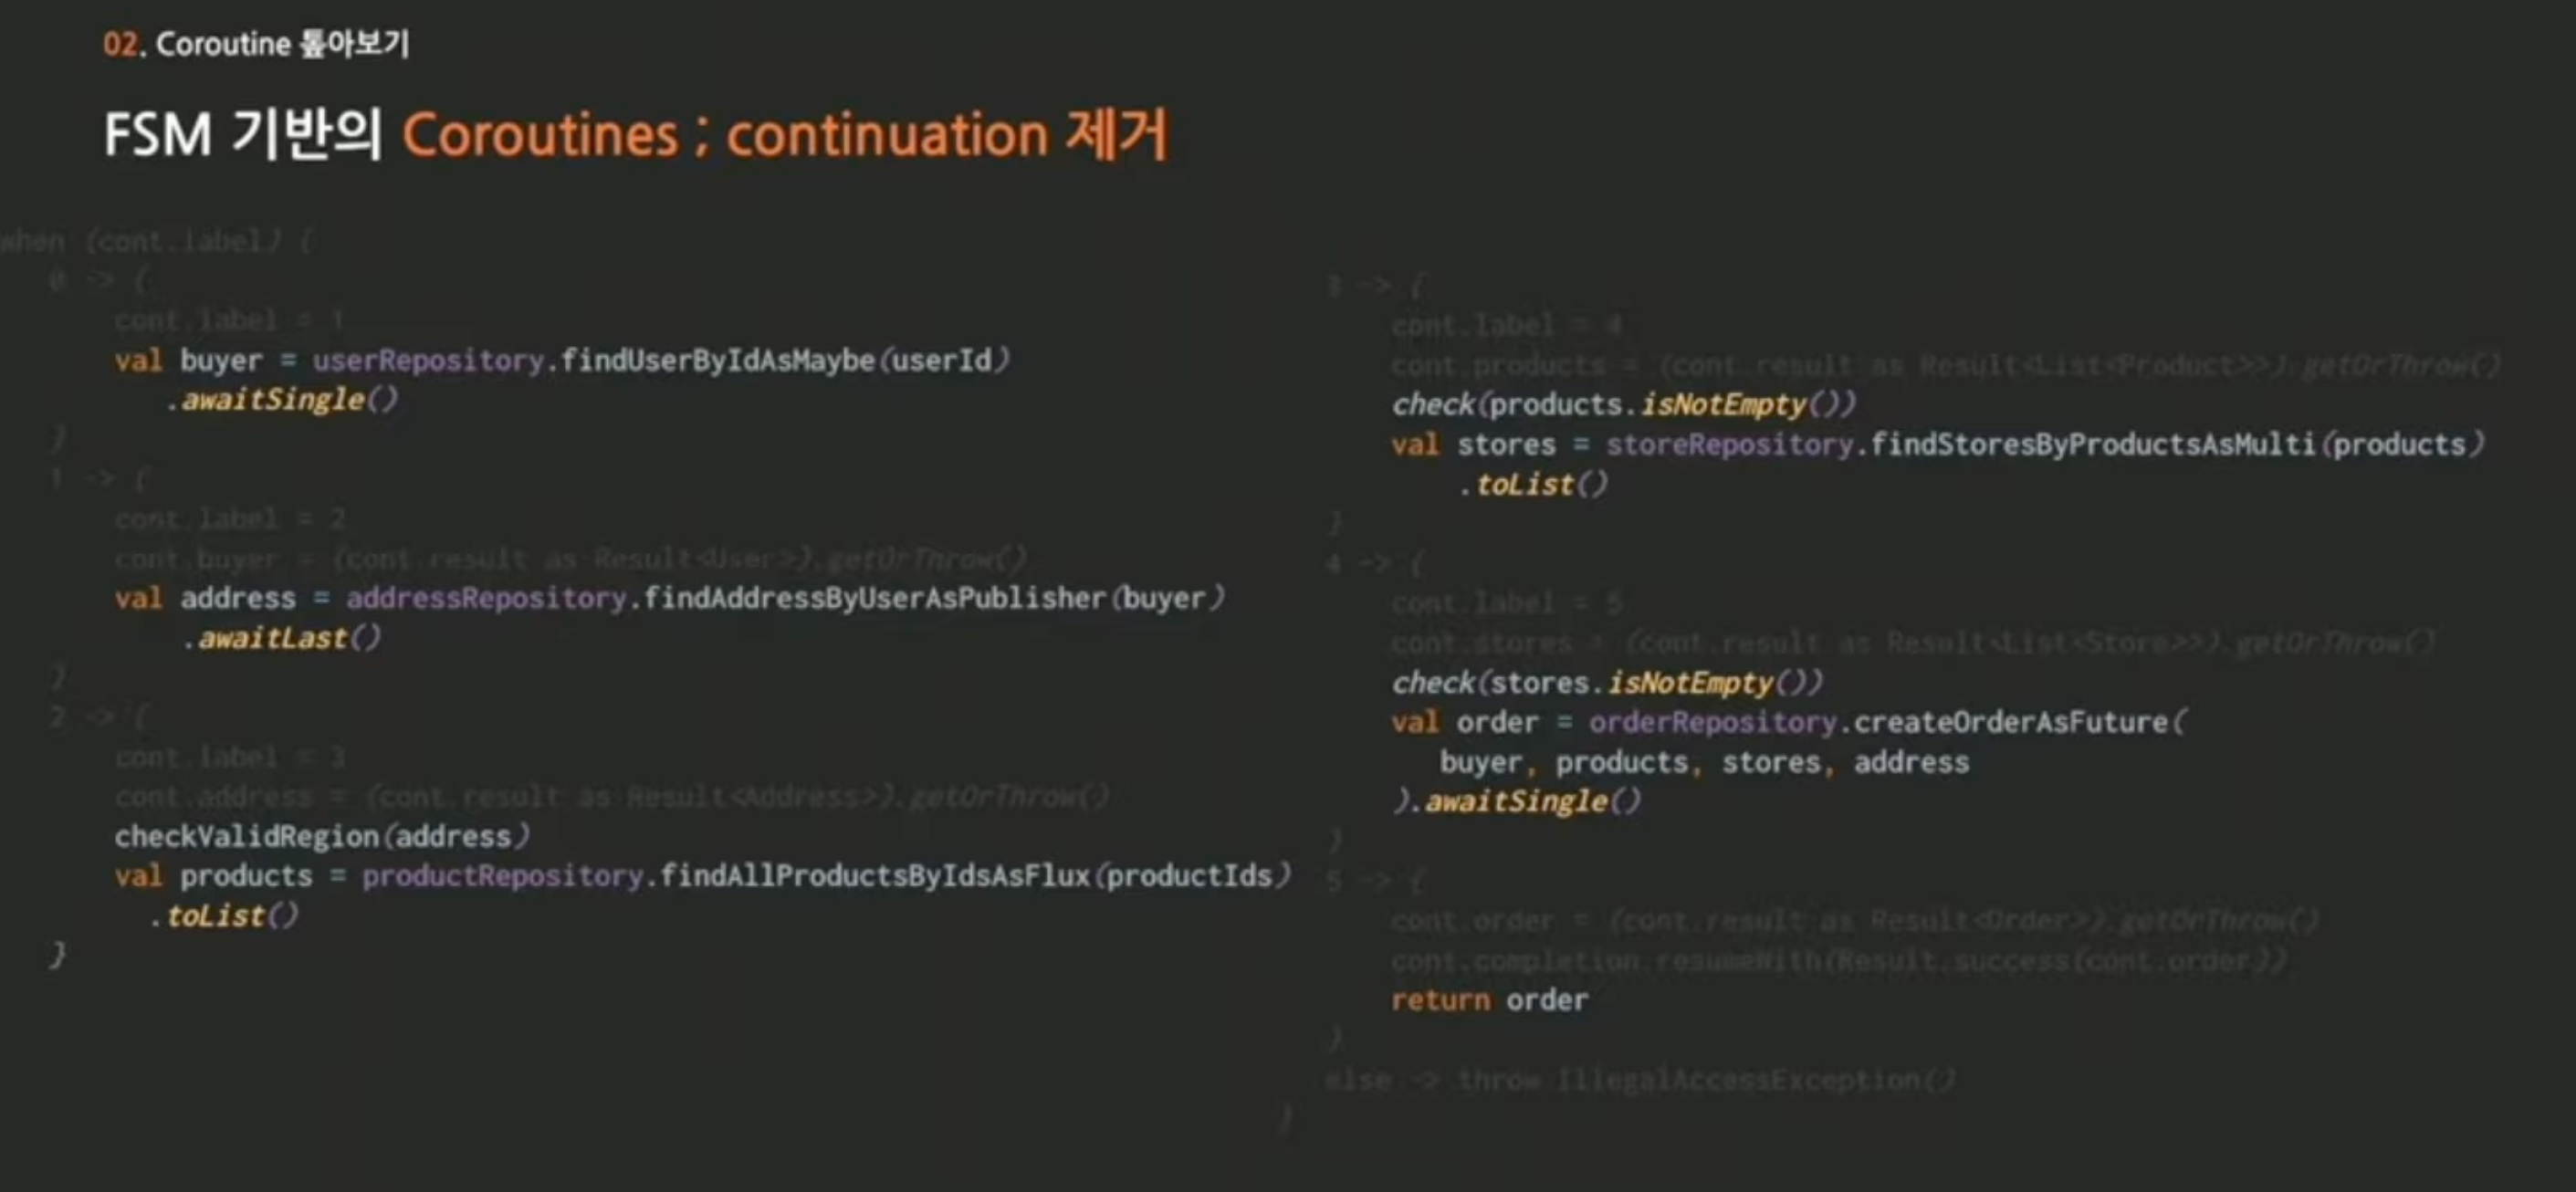 02. Coroutine 톺아보기
FSM 기반의 Coroutines ; continuation 제거
when (cont.label) {
0 -> {
cont.label = 1
val buyer = userRepository.findUserByIdAsMaybe(userId)
.awaitSingle()
}
1 -> {
cont.label = 2
cont.buyer = (cont.result as Result<User>).getOrThrow()
val address = addressRepository.findAddressByUserAsPublisher(buyer)
.awaitLast()
}
2 -> {
cont.label = 3
cont.address = (cont.result as Result<Address>).getOrThrow()
checkValidRegion(address)
val products = productRepository.findAllProductsByIdsAsFlux(productIds)
.toList()
}
3 -> {
cont.label = 4
cont.products = (cont.result as Result<List<Product>>).getOrThrow()
check(products.isNotEmpty())
val stores = storeRepository.findStoresByProductsAsMulti(products)
.toList()
}
4 -> {
cont.label = 5
cont.stores = (cont.result as Result<List<Store>>).getOrThrow()
check(stores.isNotEmpty())
val order = orderRepository.createOrderAsFuture(
buyer, products, stores, address
).awaitSingle()
}
5 -> {
cont.order = (cont.result as Result<Order>).getOrThrow()
cont.completion.resumeWith(Result.success(cont.order))
return order
}
else -> throw IllegalAccessException()
}